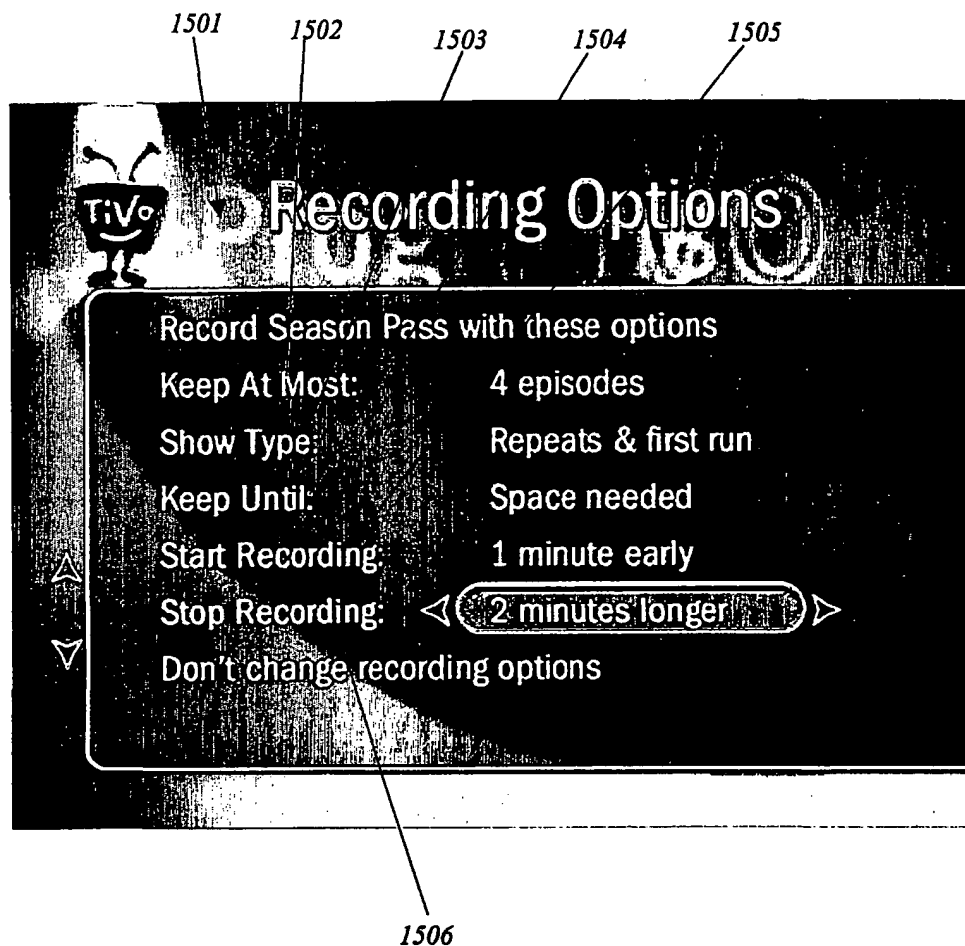 1501 1502 1503 1504 1505
TiVo
Recording Options
Record Season Pass with these options
Keep At Most: 4 episodes
Show Type: Repeats & first run
Keep Until: Space needed
Start Recording: 1 minute early
Stop Recording: 2 minutes longer
Don't change recording options
1506